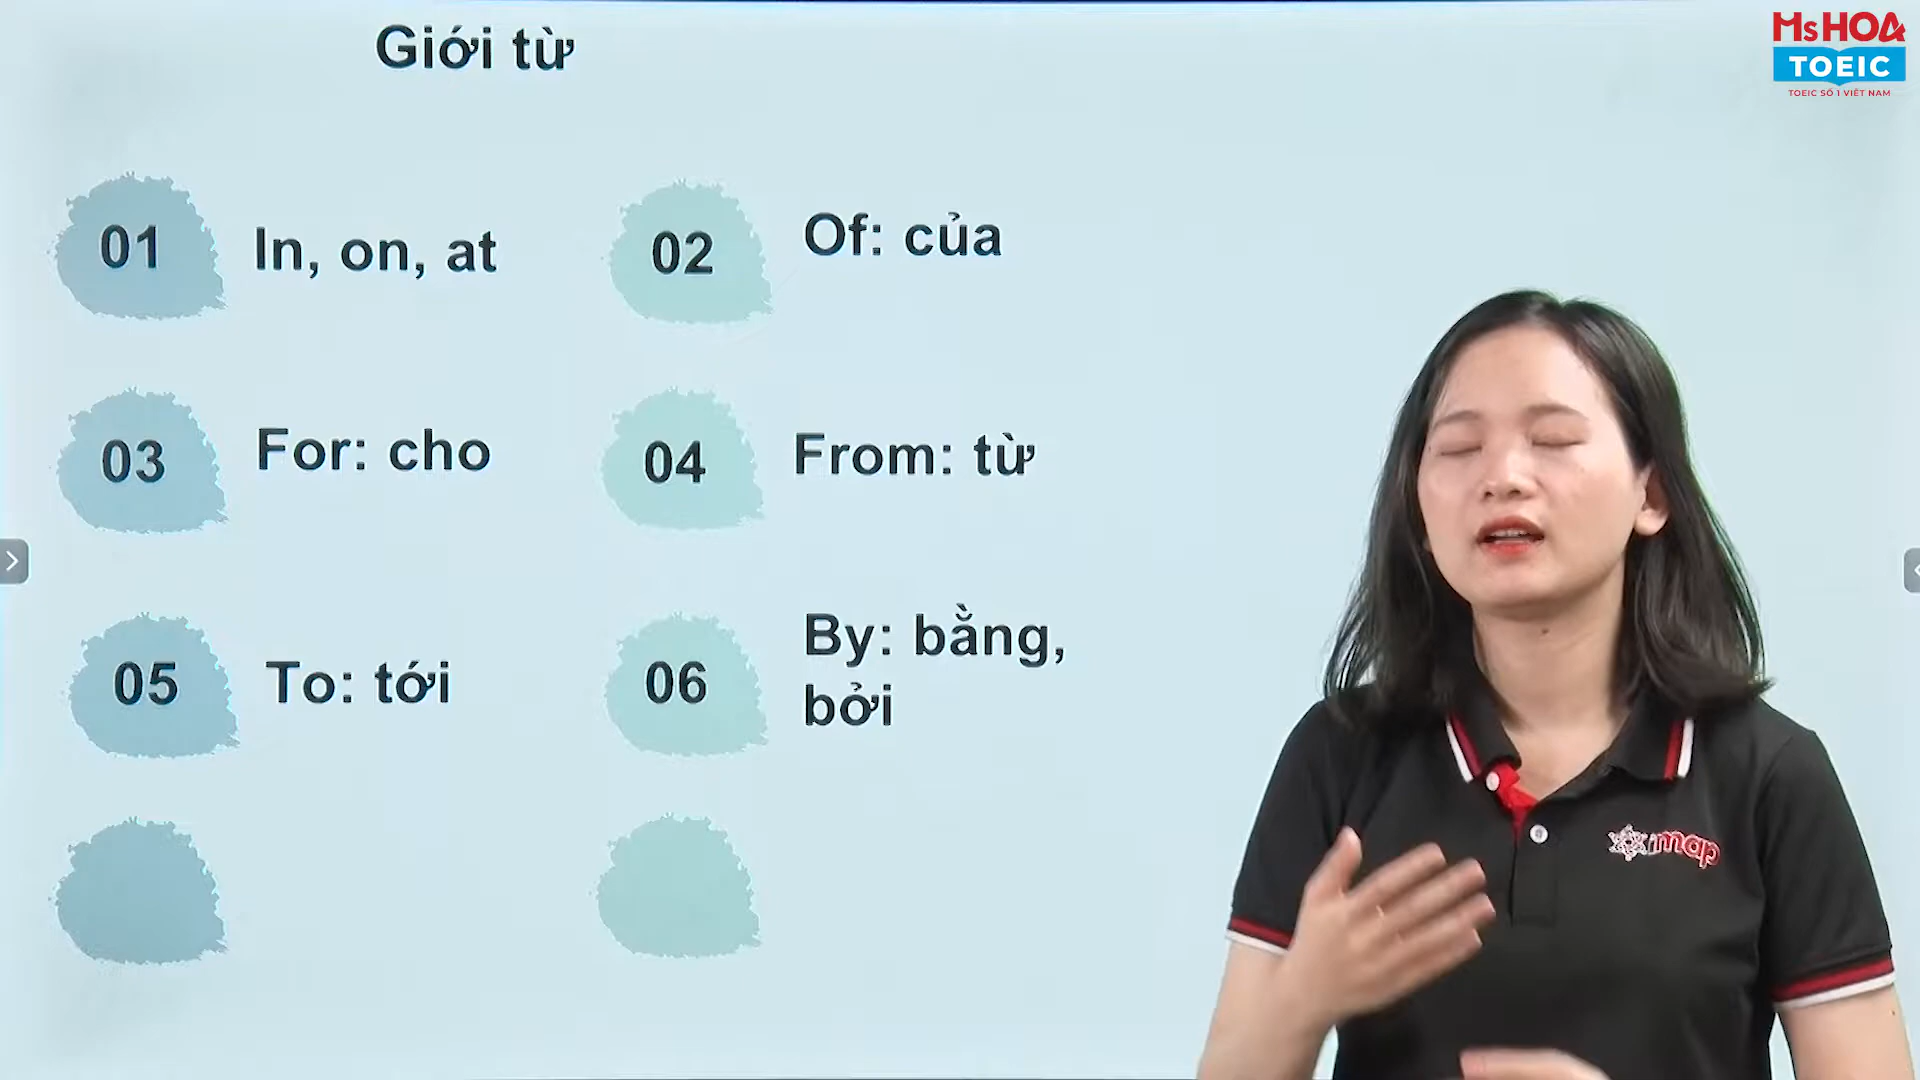 Giới từ
MsHOA
TOEIC
TOEIC SỐ 1 VIỆT NAM
01
In, on, at
02
Of: của
03
For: cho
04
From: từ
05
To: tới
06
By: bằng,
bởi
imap